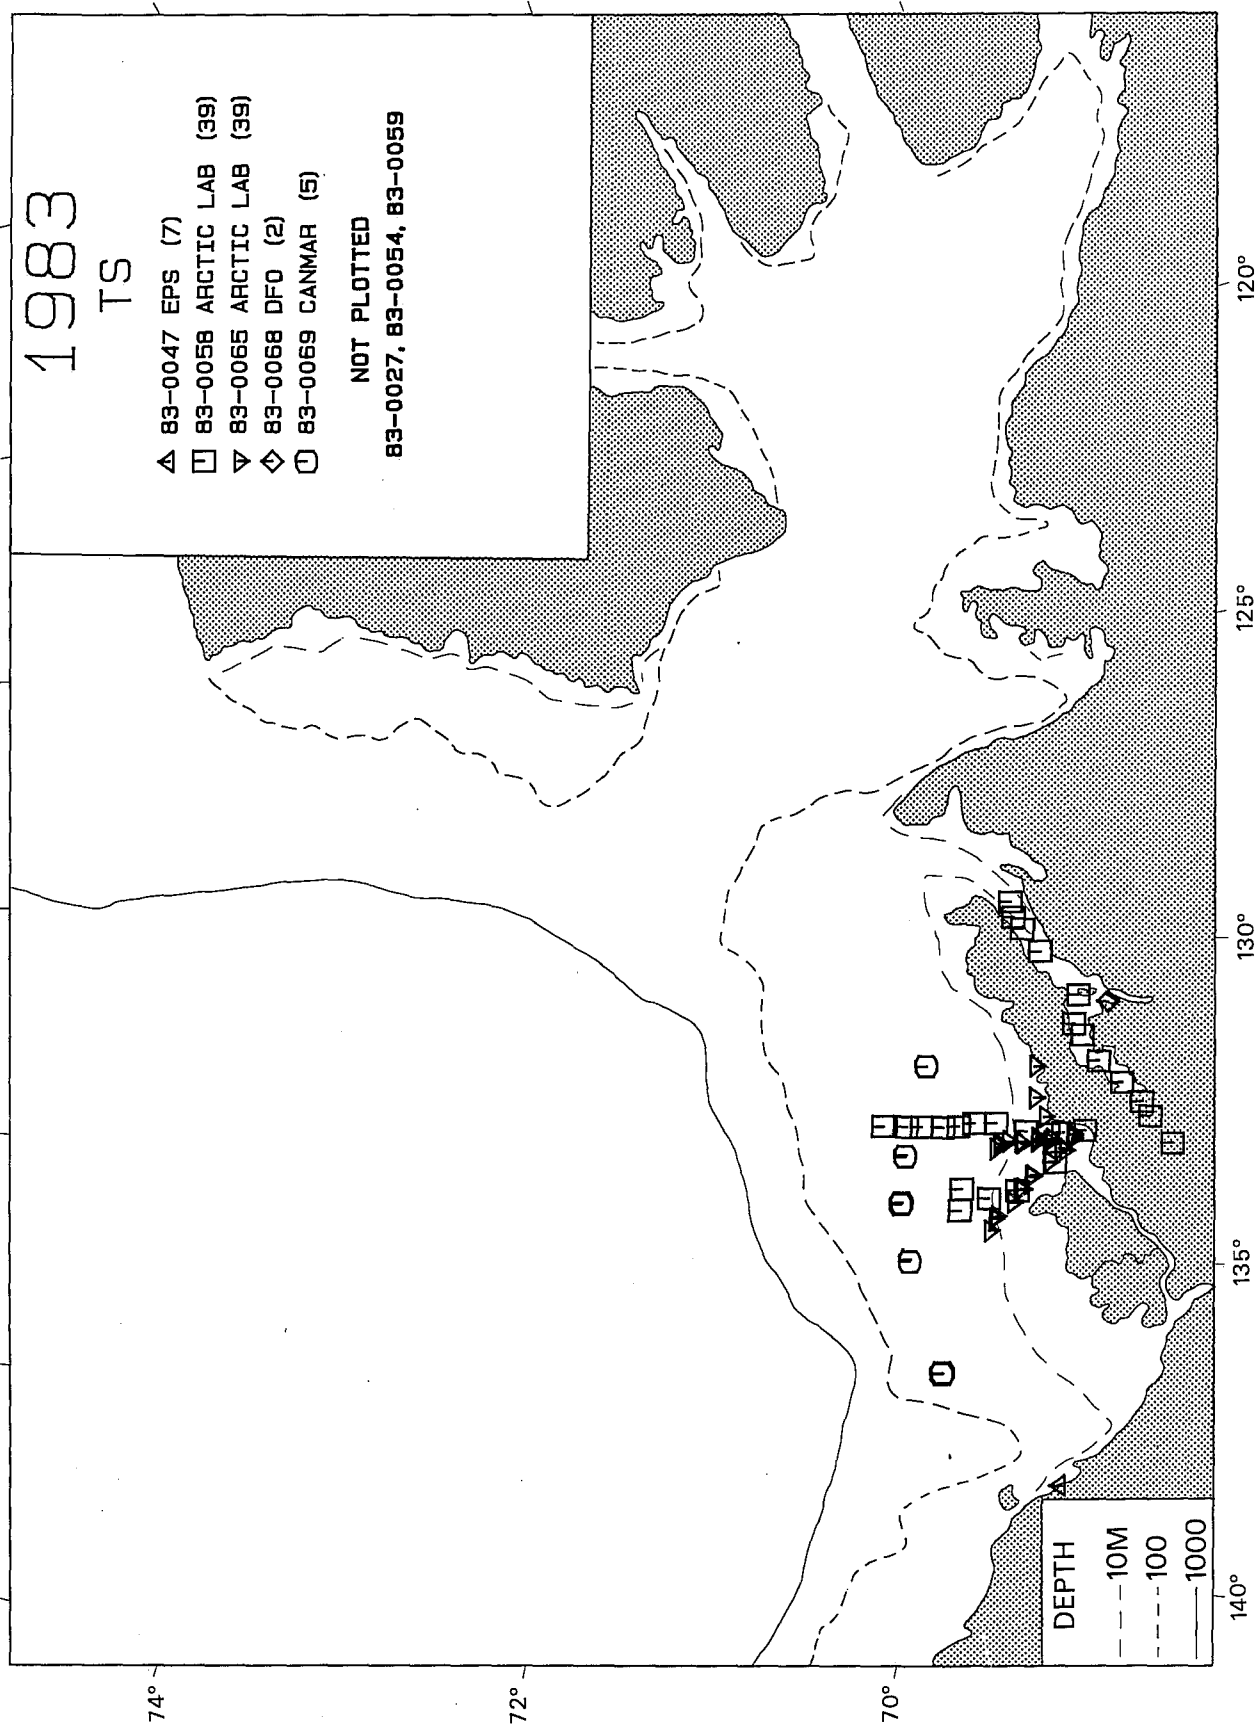 1983
TS
83-0047 EPS (7)
83-0058 ARCTIC LAB (39)
83-0065 ARCTIC LAB (39)
83-0068 DFO (2)
83-0069 CANMAR (5)
NOT PLOTTED
83-0027, 83-0054, 83-0059
74°
72°
70°
DEPTH
10M
100
1000
140°
135°
130°
125°
120°